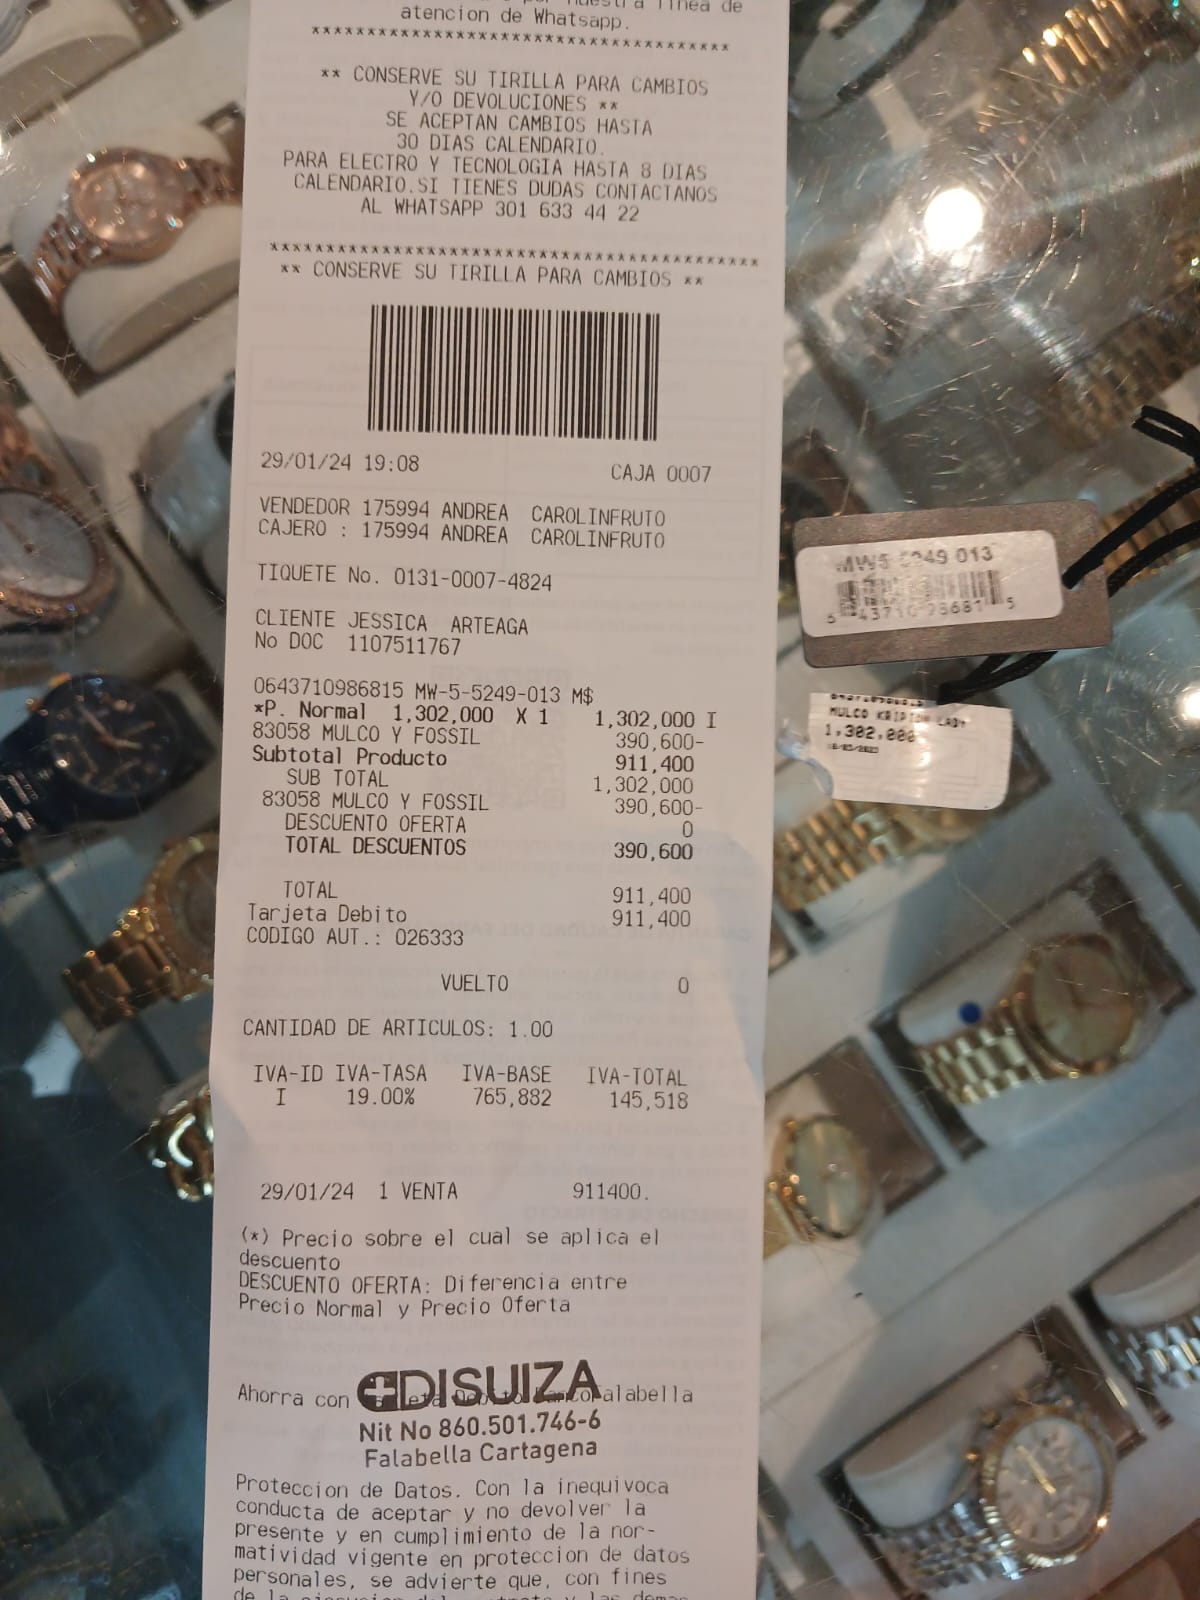 nuestra linea de
atencion de Whatsapp.
**************************************
** CONSERVE SU TIRILLA PARA CAMBIOS
Y/O DEVOLUCIONES **
SE ACEPTAN CAMBIOS HASTA
30 DIAS CALENDARIO.
PARA ELECTRO Y TECNOLOGIA HASTA 8 DIAS
CALENDARIO.SI TIENES DUDAS CONTACTANOS
AL WHATSAPP 301 633 44 22
********************************************
** CONSERVE SU TIRILLA PARA CAMBIOS **
29/01/24 19:08 CAJA 0007
VENDEDOR 175994 ANDREA CAROLINFRUTO
CAJERO : 175994 ANDREA CAROLINFRUTO
TIQUETE No. 0131-0007-4824
CLIENTE JESSICA ARTEAGA
No DOC 1107511767
0643710986815 MW-5-5249-013 M$
*P. Normal 1,302,000 X 1 1,302,000 I
83058 MULCO Y FOSSIL 390,600-
Subtotal Producto 911,400
SUB TOTAL 1,302,000
83058 MULCO Y FOSSIL 390,600-
DESCUENTO OFERTA 0
TOTAL DESCUENTOS 390,600
TOTAL 911,400
Tarjeta Debito 911,400
CODIGO AUT.: 026333
VUELTO 0
CANTIDAD DE ARTICULOS: 1.00
IVA-ID IVA-TASA IVA-BASE IVA-TOTAL
I 19.00% 765,882 145,518
29/01/24 1 VENTA 911400.
(*) Precio sobre el cual se aplica el
descuento
DESCUENTO OFERTA: Diferencia entre
Precio Normal y Precio Oferta
DISUIZA
Ahorra con Debito
Nit No 860.501.746-6
Falabella Cartagena
Proteccion de Datos. Con la inequivoca
conducta de aceptar y no devolver la
presente y en cumplimiento de la nor-
matividad vigente en proteccion de datos
personales, se advierte que, con fines
MW5 5249 013
MULCO KRIPTON LADY
1,302,000